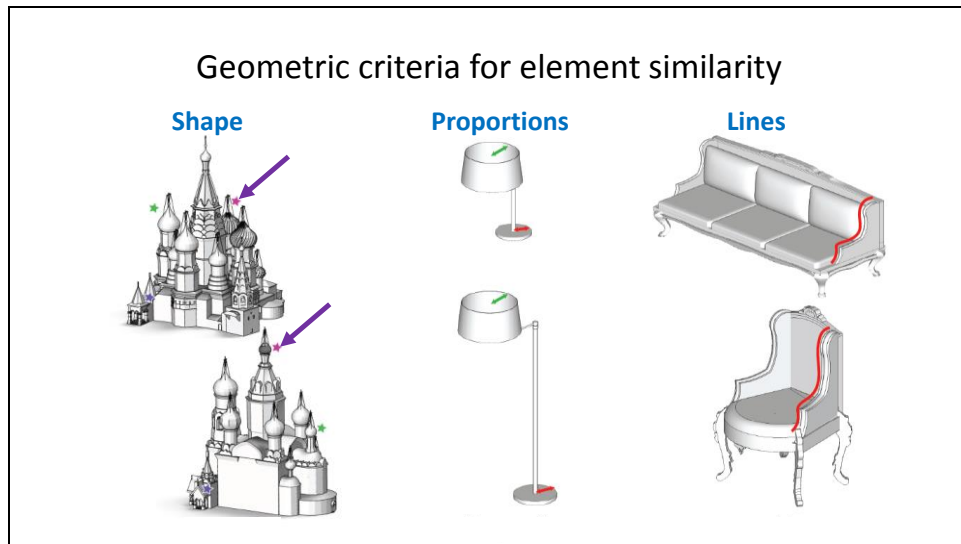 Geometric criteria for element similarity
Shape
Proportions
Lines